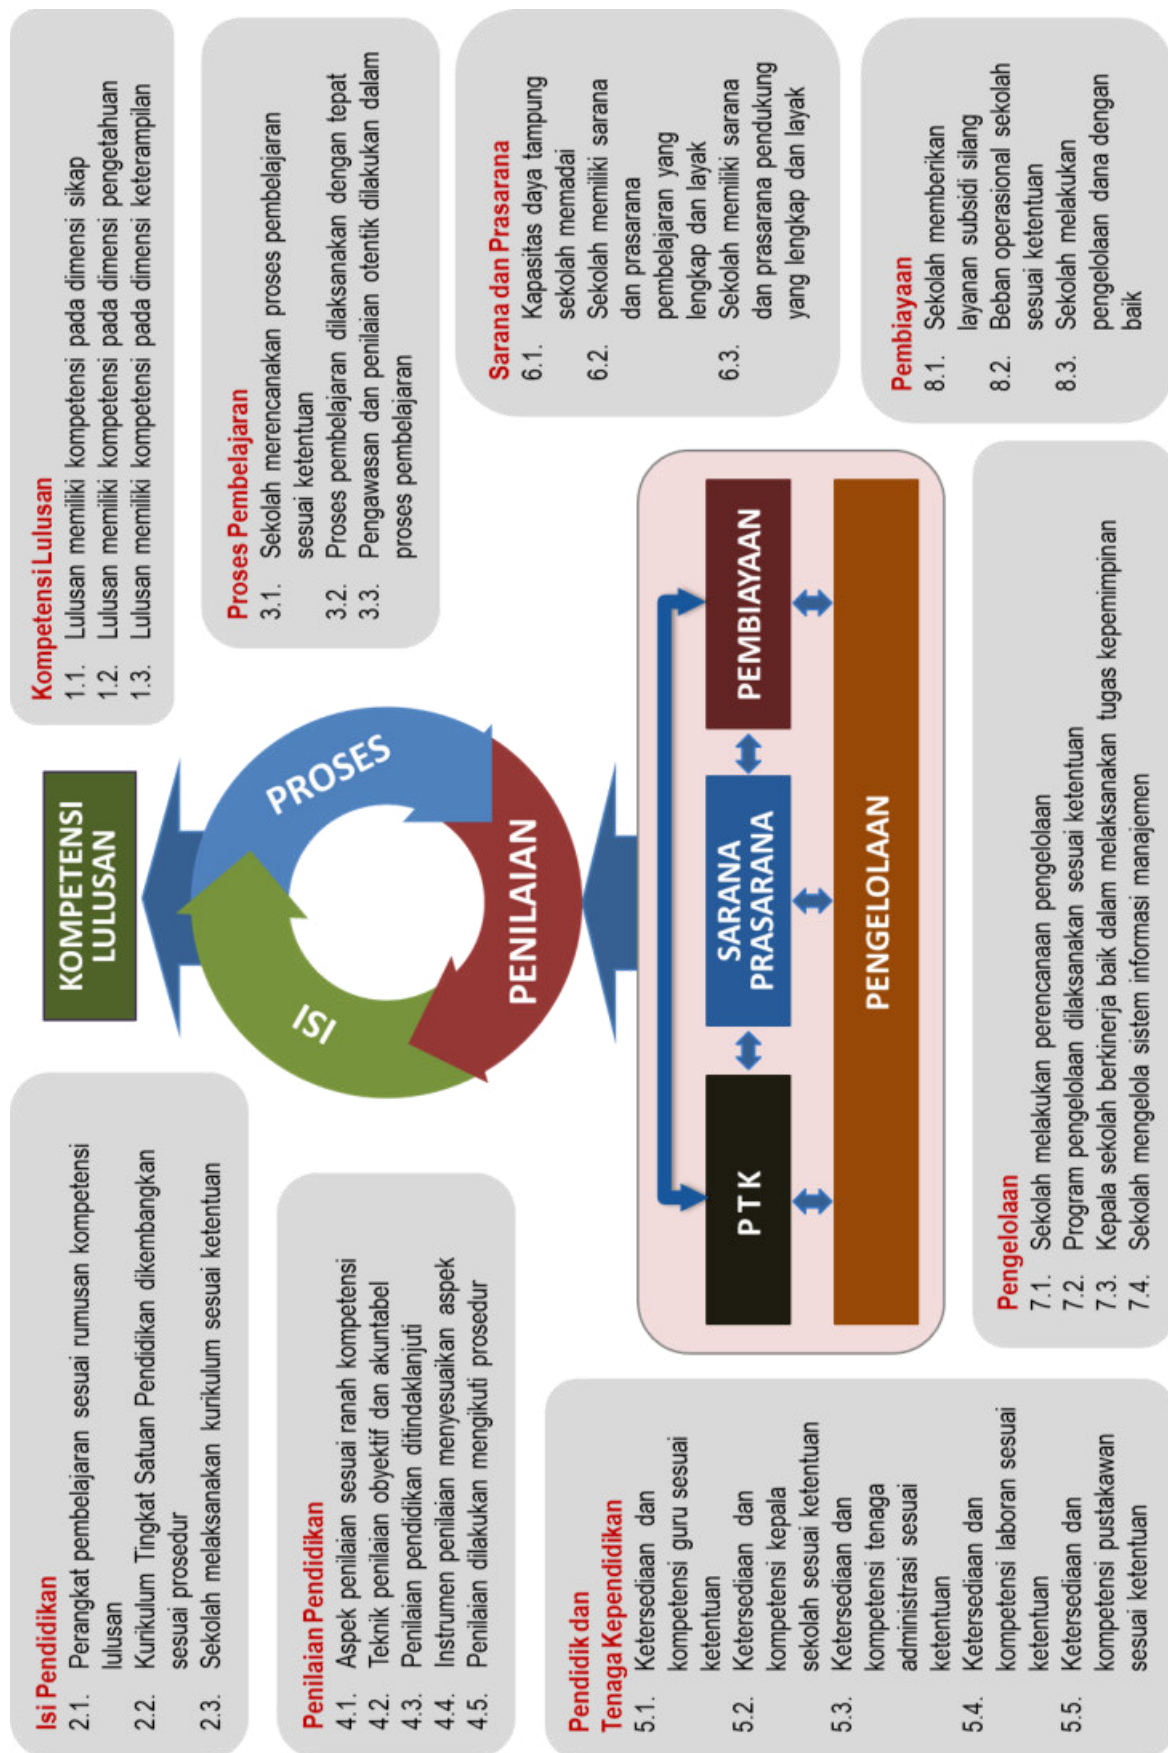 Isi Pendidikan
2.1. Perangkat pembelajaran sesuai rumusan kompetensi
lulusan
2.2. Kurikulum Tingkat Satuan Pendidikan dikembangkan
sesuai prosedur
2.3. Sekolah melaksanakan kurikulum sesuai ketentuan
KOMPETENSI
LULUSAN
Kompetensi Lulusan
1.1. Lulusan memiliki kompetensi pada dimensi sikap
1.2. Lulusan memiliki kompetensi pada dimensi pengetahuan
1.3. Lulusan memiliki kompetensi pada dimensi keterampilan
Penilaian Pendidikan
4.1. Aspek penilaian sesuai ranah kompetensi
4.2. Teknik penilaian obyektif dan akuntabel
4.3. Penilaian pendidikan ditindaklanjuti
4.4. Instrumen penilaian menyesuaikan aspek
4.5. Penilaian dilakukan mengikuti prosedur
ISI
PROSES
PENILAIAN
Proses Pembelajaran
3.1. Sekolah merencanakan proses pembelajaran
sesuai ketentuan
3.2. Proses pembelajaran dilaksanakan dengan tepat
3.3. Pengawasan dan penilaian otentik dilakukan dalam
proses pembelajaran
Pendidik dan
Tenaga Kependidikan
5.1. Ketersediaan dan
kompetensi guru sesuai
ketentuan
5.2. Ketersediaan dan
kompetensi kepala
sekolah sesuai ketentuan
5.3. Ketersediaan dan
kompetensi tenaga
administrasi sesuai
ketentuan
5.4. Ketersediaan dan
kompetensi laboran sesuai
ketentuan
5.5. Ketersediaan dan
kompetensi pustakawan
sesuai ketentuan
PTK
SARANA
PRASARANA
PEMBIAYAAN
PENGELOLAAN
Sarana dan Prasarana
6.1. Kapasitas daya tampung
sekolah memadai
6.2. Sekolah memiliki sarana
dan prasarana
pembelajaran yang
lengkap dan layak
6.3. Sekolah memiliki sarana
dan prasarana pendukung
yang lengkap dan layak
Pengelolaan
7.1. Sekolah melakukan perencanaan pengelolaan
7.2. Program pengelolaan dilaksanakan sesuai ketentuan
7.3. Kepala sekolah berkinerja baik dalam melaksanakan tugas kepemimpinan
7.4. Sekolah mengelola sistem informasi manajemen
Pembiayaan
8.1. Sekolah memberikan
layanan subsidi silang
8.2. Beban operasional sekolah
sesuai ketentuan
8.3. Sekolah melakukan
pengelolaan dana dengan
baik